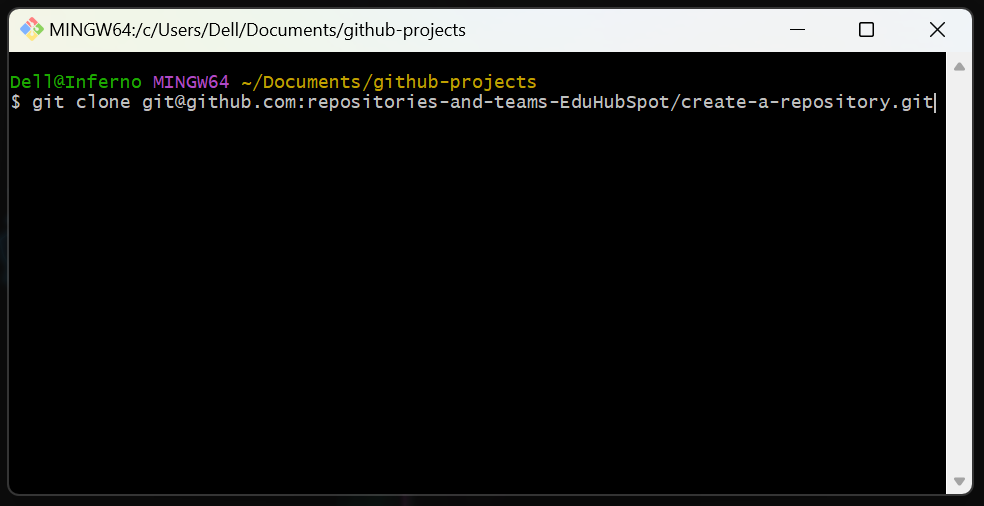 MINGW64:/c/Users/Dell/Documents/github-projects
Dell@Inferno MINGW64 ~/Documents/github-projects
$ git clone git@github.com:repositories-and-teams-EduHubSpot/create-a-repository.git